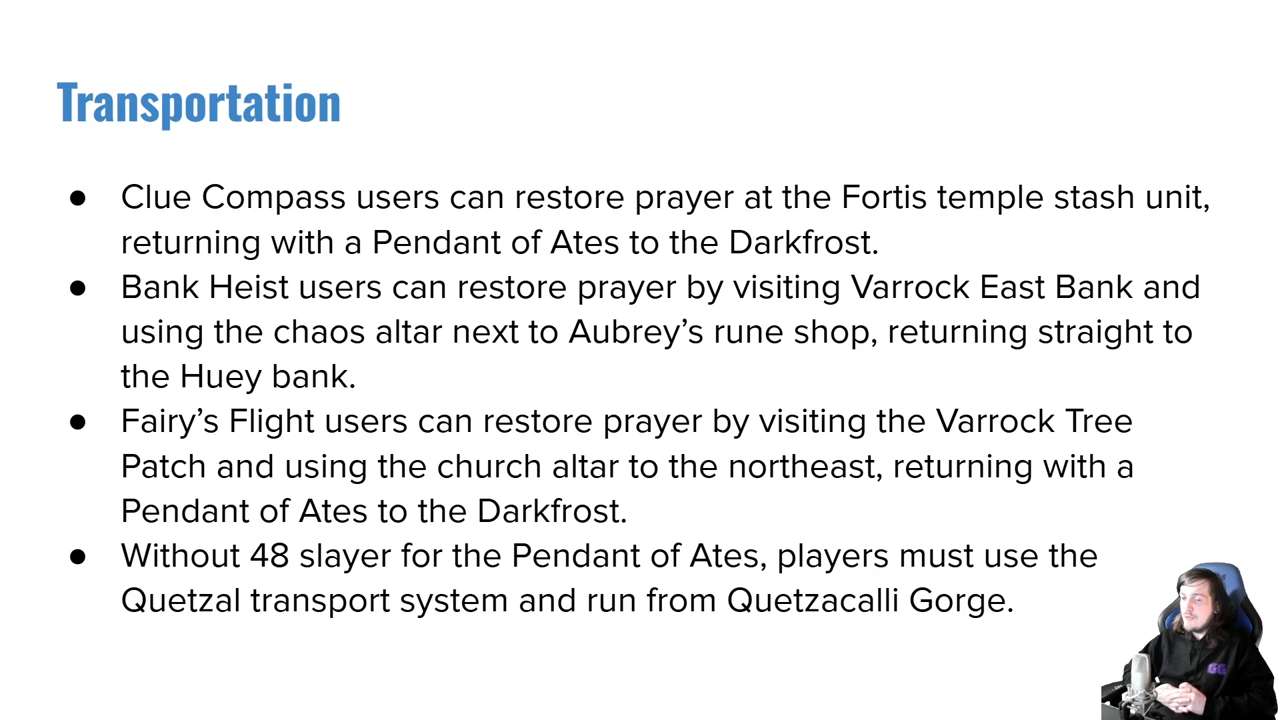 Transportation
● Clue Compass users can restore prayer at the Fortis temple stash unit,
returning with a Pendant of Ates to the Darkfrost.
● Bank Heist users can restore prayer by visiting Varrock East Bank and
using the chaos altar next to Aubrey’s rune shop, returning straight to
the Huey bank.
● Fairy’s Flight users can restore prayer by visiting the Varrock Tree
Patch and using the church altar to the northeast, returning with a
Pendant of Ates to the Darkfrost.
● Without 48 slayer for the Pendant of Ates, players must use the
Quetzal transport system and run from Quetzacalli Gorge.
GG